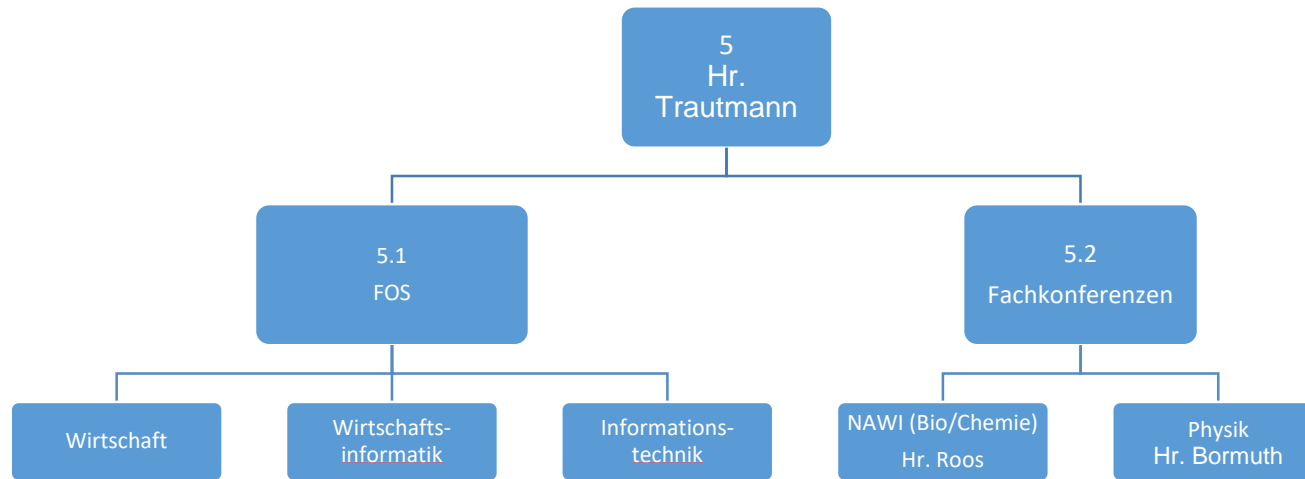 5
Hr.
Trautmann
5.1
FOS
5.2
Fachkonferenzen
Wirtschaft
Wirtschafts-
informatik
Informations-
technik
NAWI (Bio/Chemie)
Hr. Roos
Physik
Hr. Bormuth